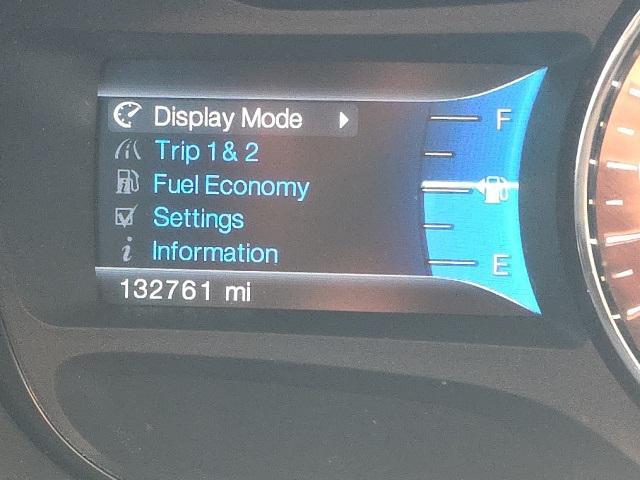 Display Mode
F
Trip 1 & 2
Fuel Economy
Settings
Information
E
132761 mi